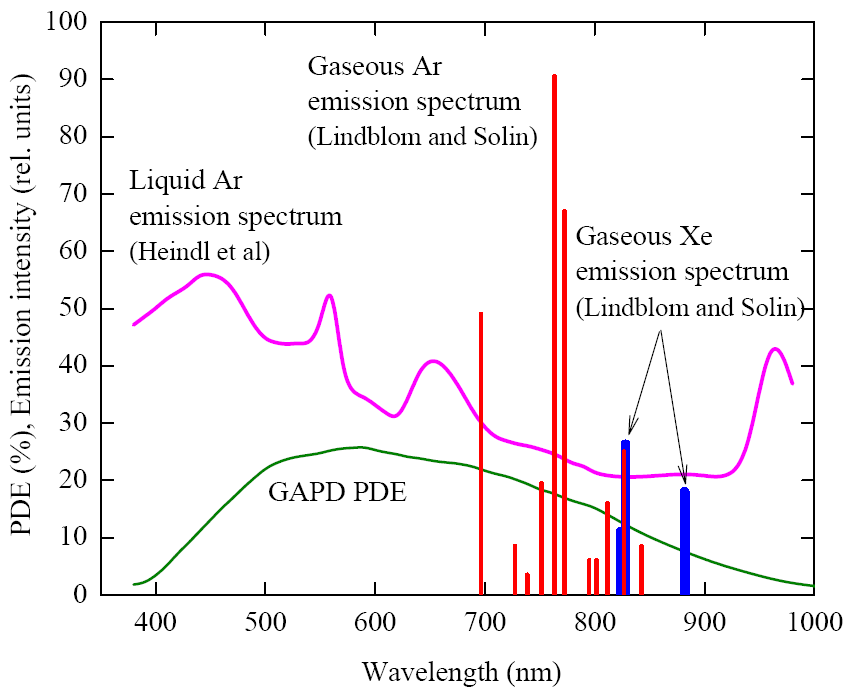 PDE (%), Emission intensity (rel. units)
100
90
80
70
60
50
40
30
20
10
0
Gaseous Ar
emission spectrum
(Lindblom and Solin)
Liquid Ar
emission spectrum
(Heindl et al)
Gaseous Xe
emission spectrum
(Lindblom and Solin)
GAPD PDE
400
500
600
700
800
900
1000
Wavelength (nm)